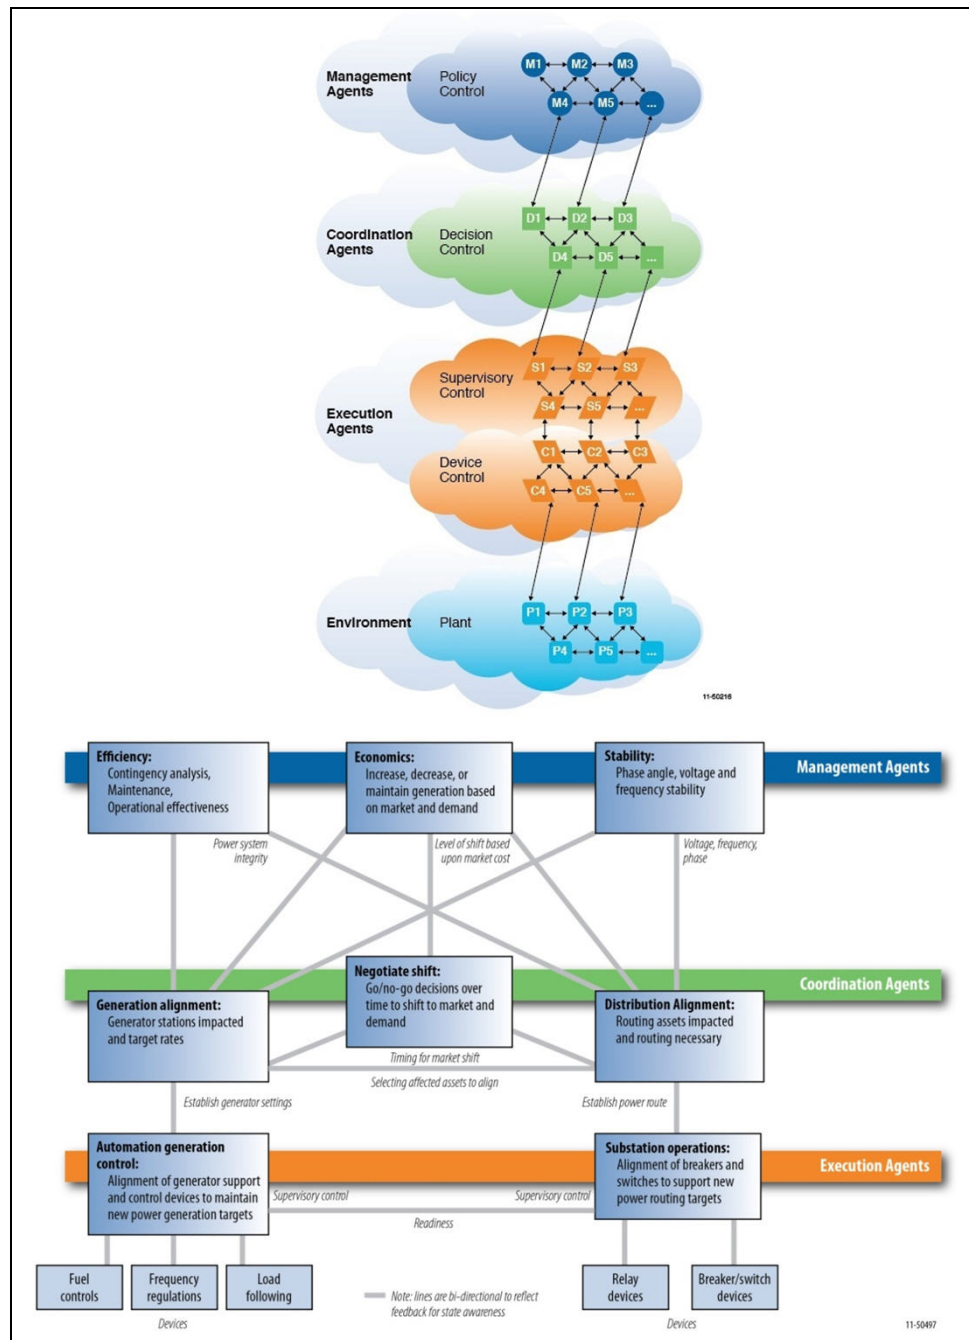 Management
Agents
Policy
Control
M1
M2
M3
M4
M5
...
Coordination
Agents
Decision
Control
D1
D2
D3
D4
D5
...
Execution
Agents
Supervisory
Control
S1
S2
S3
S4
S5
...
Device
Control
C1
C2
C3
C4
C5
...
Environment
Plant
P1
P2
P3
P4
P5
...
11-50216
Efficiency:
Contingency analysis,
Maintenance,
Operational effectiveness
Economics:
Increase, decrease, or
maintain generation based
on market and demand
Stability:
Phase angle, voltage and
frequency stability
Management Agents
Power system
integrity
Level of shift based
upon market cost
Voltage, frequency,
phase
Generation alignment:
Generator stations impacted
and target rates
Negotiate shift:
Go/no-go decisions over
time to shift to market and
demand
Distribution Alignment:
Routing assets impacted
and routing necessary
Coordination Agents
Timing for market shift
Selecting affected assets to align
Establish generator settings
Establish power route
Automation generation
control:
Alignment of generator support
and control devices to maintain
new power generation targets
Substation operations:
Alignment of breakers and
switches to support new
power routing targets
Execution Agents
Supervisory control
Supervisory control
Readiness
Fuel
controls
Frequency
regulations
Load
following
Note: lines are bi-directional to reflect
feedback for state awareness
Relay
devices
Breaker/switch
devices
Devices
Devices
11-50497